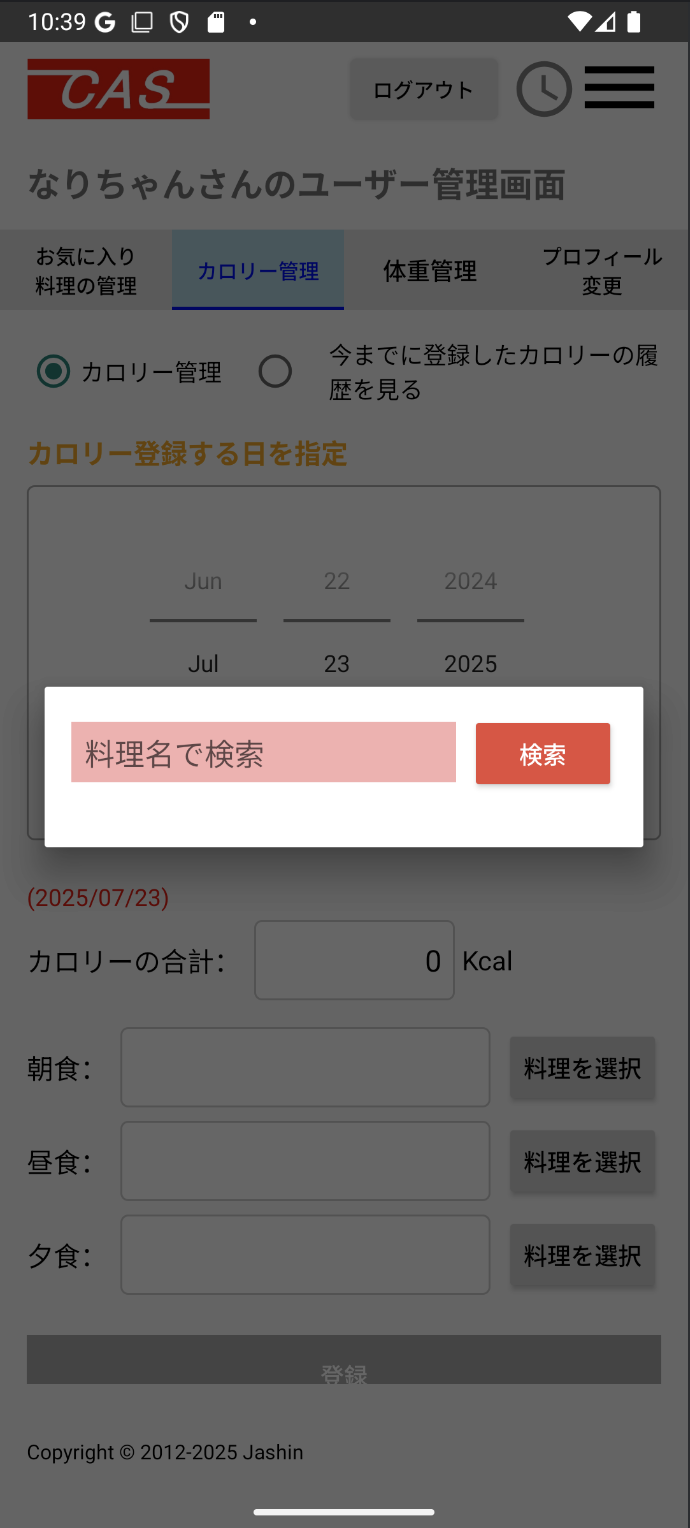 10:39
CAS
ログアウト
なりちゃんさんのユーザー管理画面
お気に入り
料理の管理
カロリー管理
体重管理
プロフィール
変更
カロリー管理
今までに登録したカロリーの履
歴を見る
カロリー登録する日を指定
Jun 22 2024
Jul 23 2025
料理名で検索
検索
(2025/07/23)
カロリーの合計：
0 Kcal
朝食：
料理を選択
昼食：
料理を選択
夕食：
料理を選択
登録
Copyright © 2012-2025 Jashin